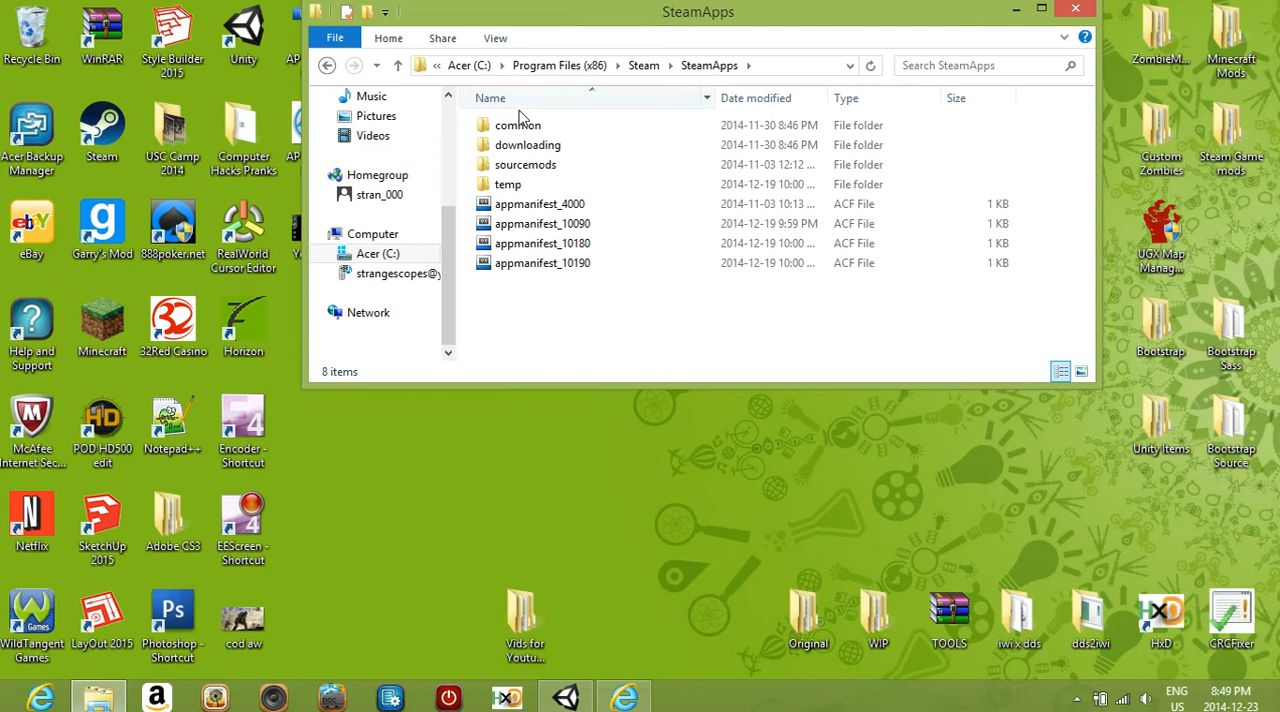 SteamApps
File
Home
Share
View
« Acer (C:) Program Files (x86) Steam SteamApps
Search SteamApps
Name
Date modified
Type
Size
Music
Pictures
Videos
Homegroup
stran_000
Computer
Acer (C:)
strangescopes@y
Network
common 2014-11-30 8:46 PM File folder
downloading 2014-11-30 8:46 PM File folder
sourcemods 2014-11-03 12:12 ... File folder
temp 2014-12-19 10:00 ... File folder
appmanifest_4000 2014-11-03 10:13 ... ACF File 1 KB
appmanifest_10090 2014-12-19 9:59 PM ACF File 1 KB
appmanifest_10180 2014-12-19 10:00 ... ACF File 1 KB
appmanifest_10190 2014-12-19 10:00 ... ACF File 1 KB
8 items
Recycle Bin
WinRAR
Style Builder
2015
Unity
Acer Backup
Manager
Steam
USC Camp
2014
Computer
Hacks Pranks
eBay
Garry's Mod
888poker.net
RealWorld
Cursor Editor
Help and
Support
Minecraft
32Red Casino
Horizon
McAfee
Internet Sec...
POD HD500
edit
Notepad++
Encoder -
Shortcut
Netflix
SketchUp
2015
Adobe CS3
EEScreen -
Shortcut
WildTangent
Games
LayOut 2015
Photoshop -
Shortcut
cod aw
Vids for
Youtu...
ZombieM...
Minecraft
Mods
Custom
Zombies
Steam Game
mods
UGX Map
Manag...
Bootstrap
Bootstrap
Sass
Unity Items
Bootstrap
Source
Original
WIP
TOOLS
iwi x dds
dds2iwi
HxD
CRCFixer
ENG
US
8:49 PM
2014-12-23